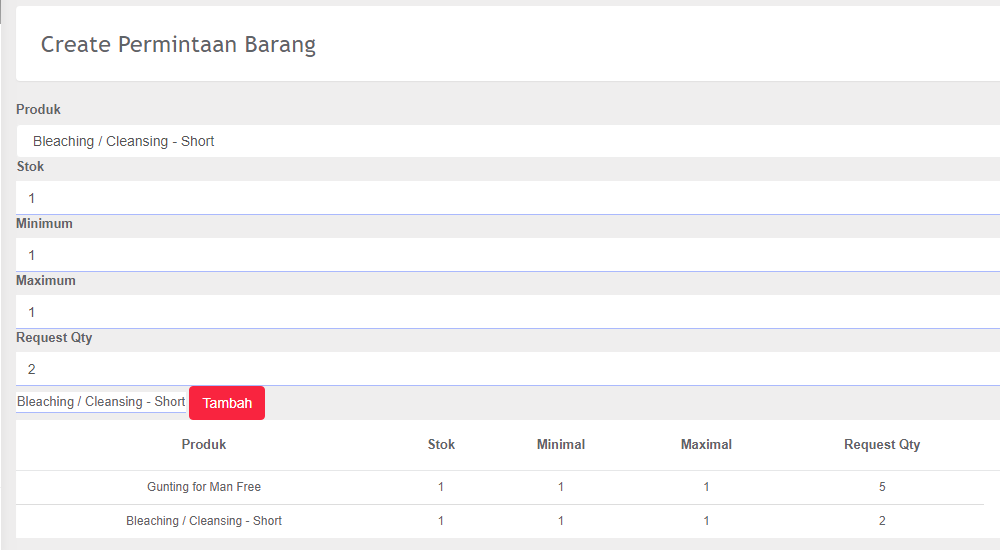 Create Permintaan Barang
Produk
Bleaching / Cleansing - Short
Stok
1
Minimum
1
Maximum
1
Request Qty
2
Bleaching / Cleansing - Short Tambah
Produk Stok Minimal Maximal Request Qty
Gunting for Man Free 1 1 1 5
Bleaching / Cleansing - Short 1 1 1 2